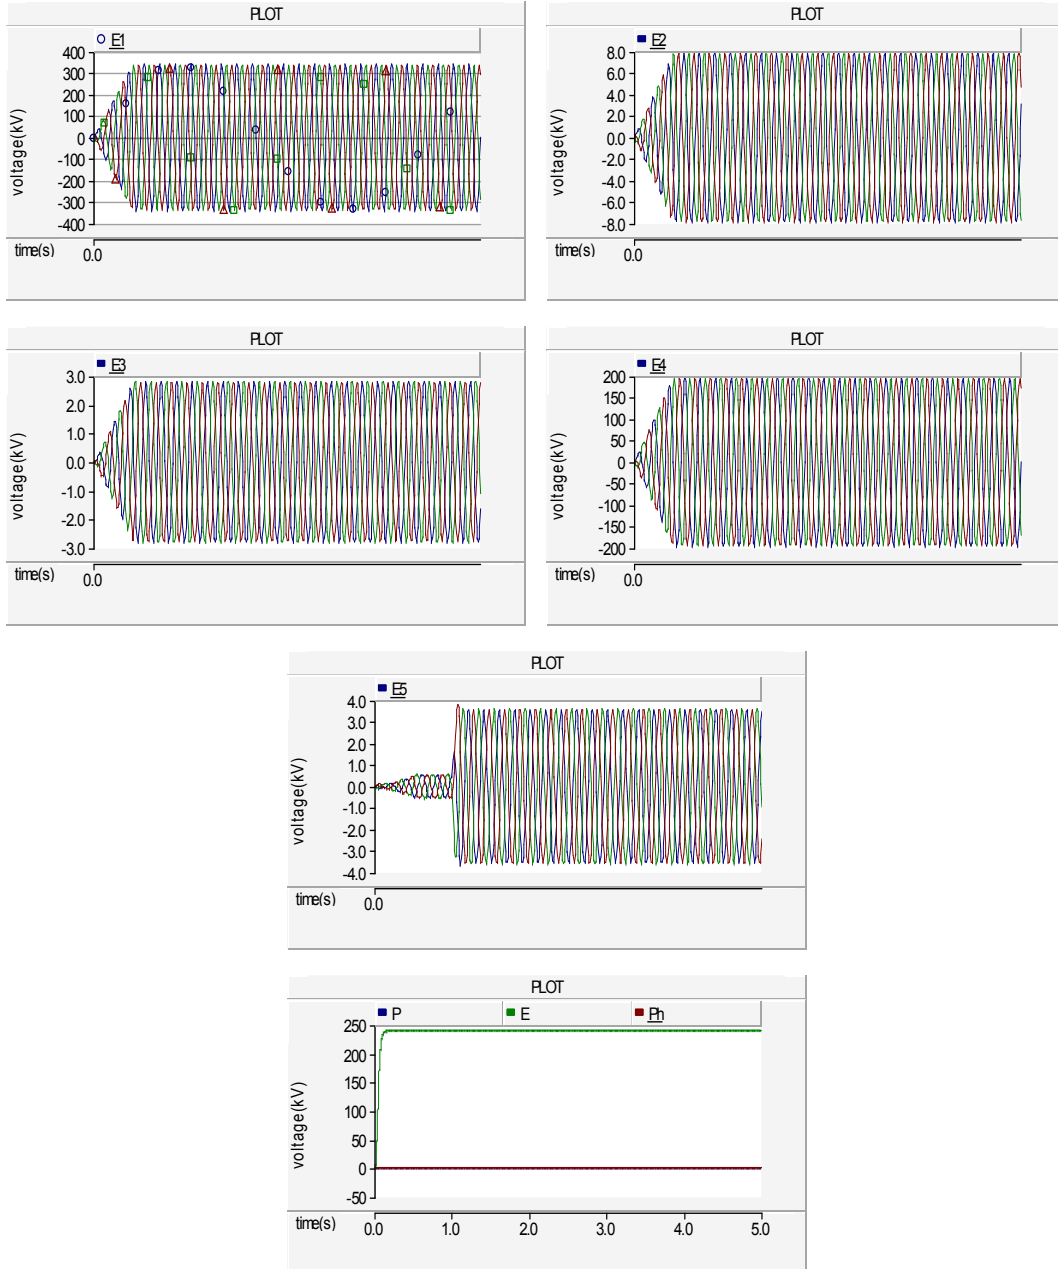 PLOT
E1
voltage(kV)
400
300
200
100
0
-100
-200
-300
-400
time(s)
0.0
PLOT
E2
voltage(kV)
8.0
6.0
4.0
2.0
0.0
-2.0
-4.0
-6.0
-8.0
time(s)
0.0
PLOT
E3
voltage(kV)
3.0
2.0
1.0
0.0
-1.0
-2.0
-3.0
time(s)
0.0
PLOT
E4
voltage(kV)
200
150
100
50
0
-50
-100
-150
-200
time(s)
0.0
PLOT
E5
voltage(kV)
4.0
3.0
2.0
1.0
0.0
-1.0
-2.0
-3.0
-4.0
time(s)
0.0
PLOT
P E Ph
voltage(kV)
250
200
150
100
50
0
-50
time(s)
0.0 1.0 2.0 3.0 4.0 5.0